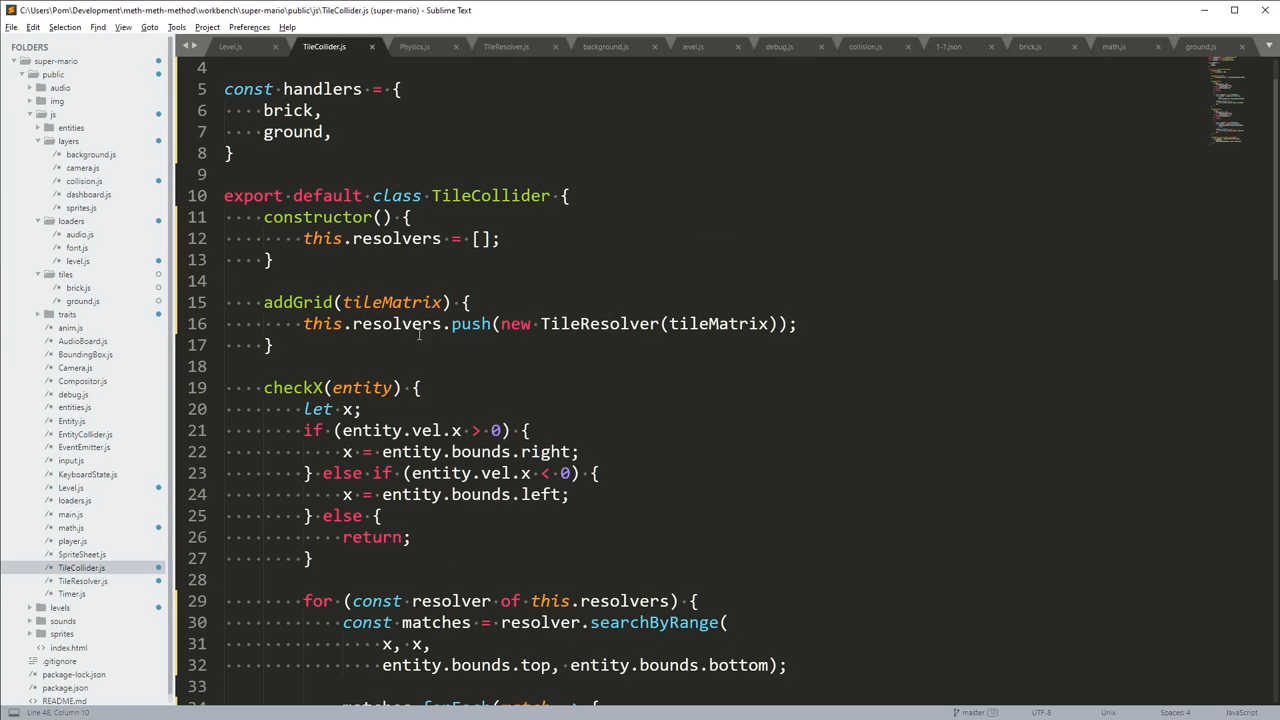 C:\Users\Pom\Development\meth-meth-method\workbench\super-mario\public\js\TileCollider.js (super-mario) - Sublime Text
File Edit Selection Find View Goto Tools Project Preferences Help
FOLDERS
super-mario
public
audio
img
js
entities
layers
background.js
camera.js
collision.js
dashboard.js
sprites.js
loaders
audio.js
font.js
level.js
tiles
brick.js
ground.js
traits
anim.js
AudioBoard.js
BoundingBox.js
Camera.js
Compositor.js
debug.js
entities.js
Entity.js
EntityCollider.js
EventEmitter.js
input.js
KeyboardState.js
Level.js
loaders.js
main.js
math.js
player.js
SpriteSheet.js
TileCollider.js
TileResolver.js
Timer.js
levels
sounds
sprites
index.html
.gitignore
package-lock.json
package.json
README.md
Level.js TileCollider.js Physics.js TileResolver.js background.js level.js debug.js collision.js 1-1.json brick.js math.js ground.js
4
5 const handlers = {
6 brick,
7 ground,
8 }
9
10 export default class TileCollider {
11 constructor() {
12 this.resolvers = [];
13 }
14
15 addGrid(tileMatrix) {
16 this.resolvers.push(new TileResolver(tileMatrix));
17 }
18
19 checkX(entity) {
20 let x;
21 if (entity.vel.x > 0) {
22 x = entity.bounds.right;
23 } else if (entity.vel.x < 0) {
24 x = entity.bounds.left;
25 } else {
26 return;
27 }
28
29 for (const resolver of this.resolvers) {
30 const matches = resolver.searchByRange(
31 x, x,
32 entity.bounds.top, entity.bounds.bottom);
33
matches.forEach(match => {
Line 48, Column 10
master
UTF-8
Unix
Spaces: 4
JavaScript